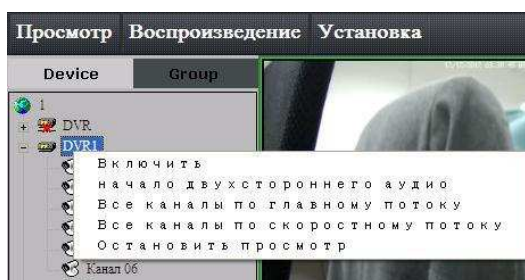 Просмотр Воспроизведение Установка
Device Group
1
DVR
DVR1
Включить
начало двухстороннего аудио
Все каналы по главному потоку
Все каналы по скоростному потоку
Остановить просмотр
Канал 06